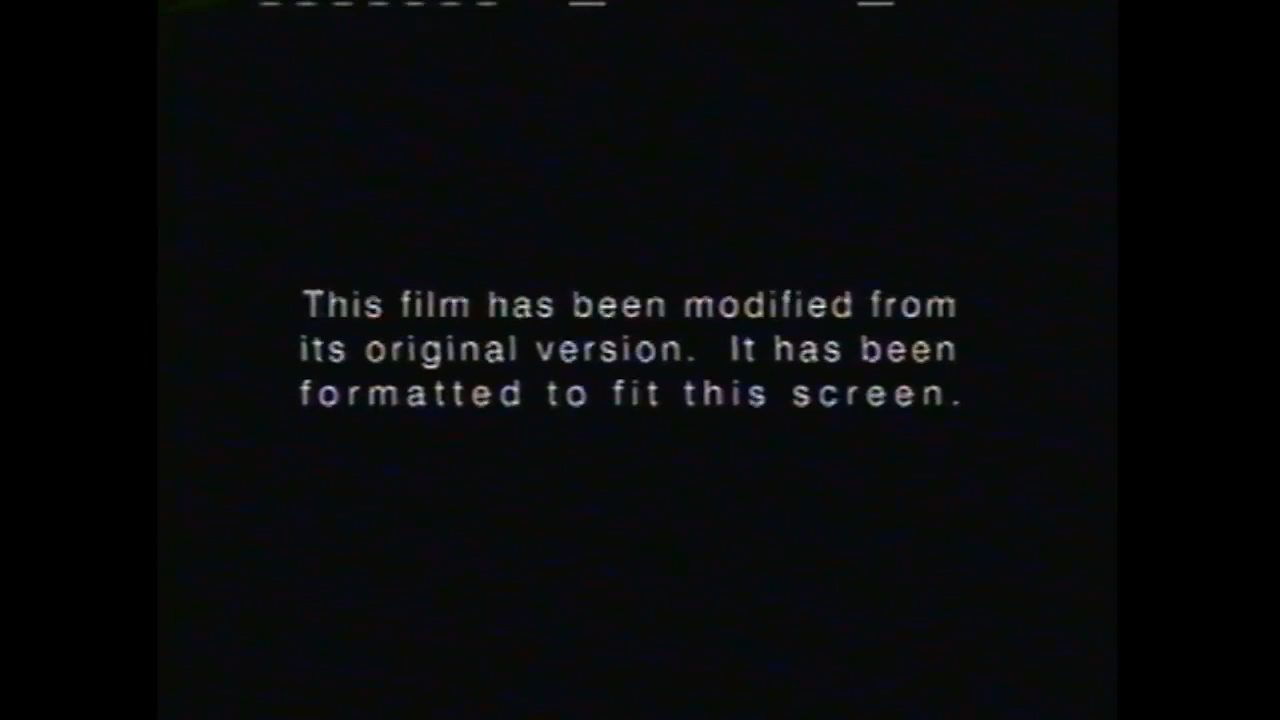 This film has been modified from
its original version.  It has been
formatted to fit this screen.